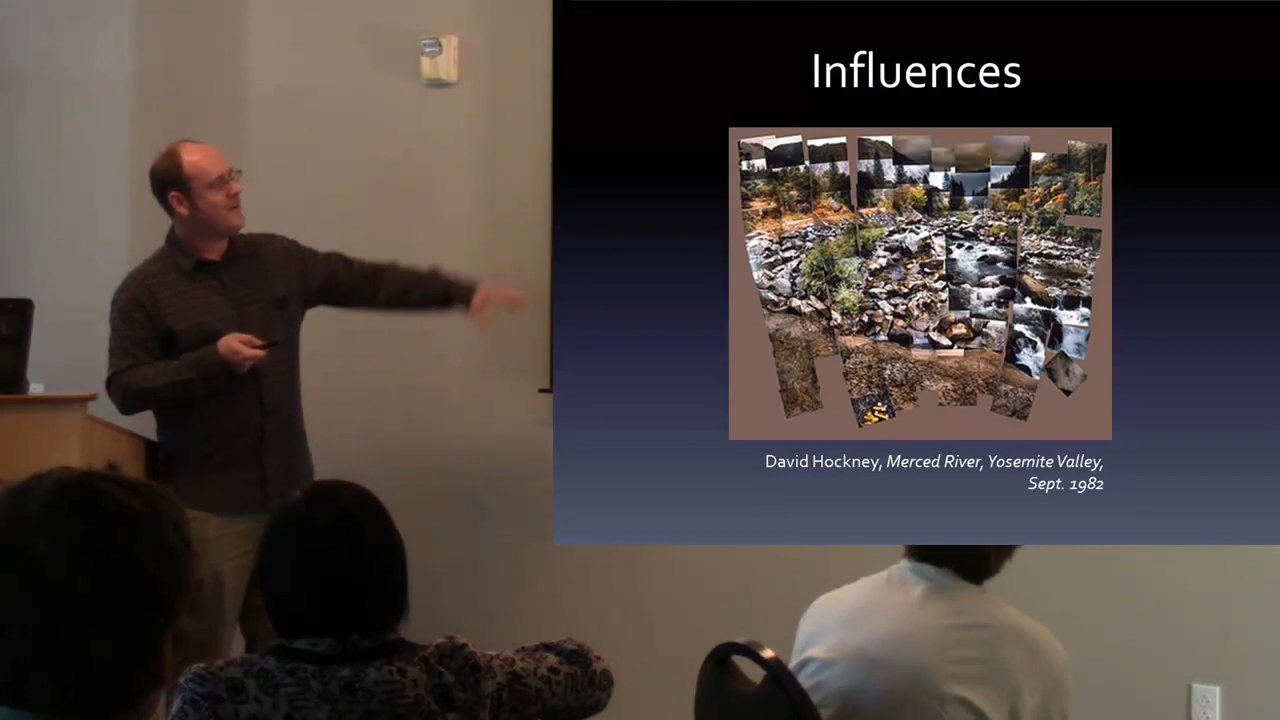 Influences
David Hockney, Merced River, Yosemite Valley,
Sept. 1982